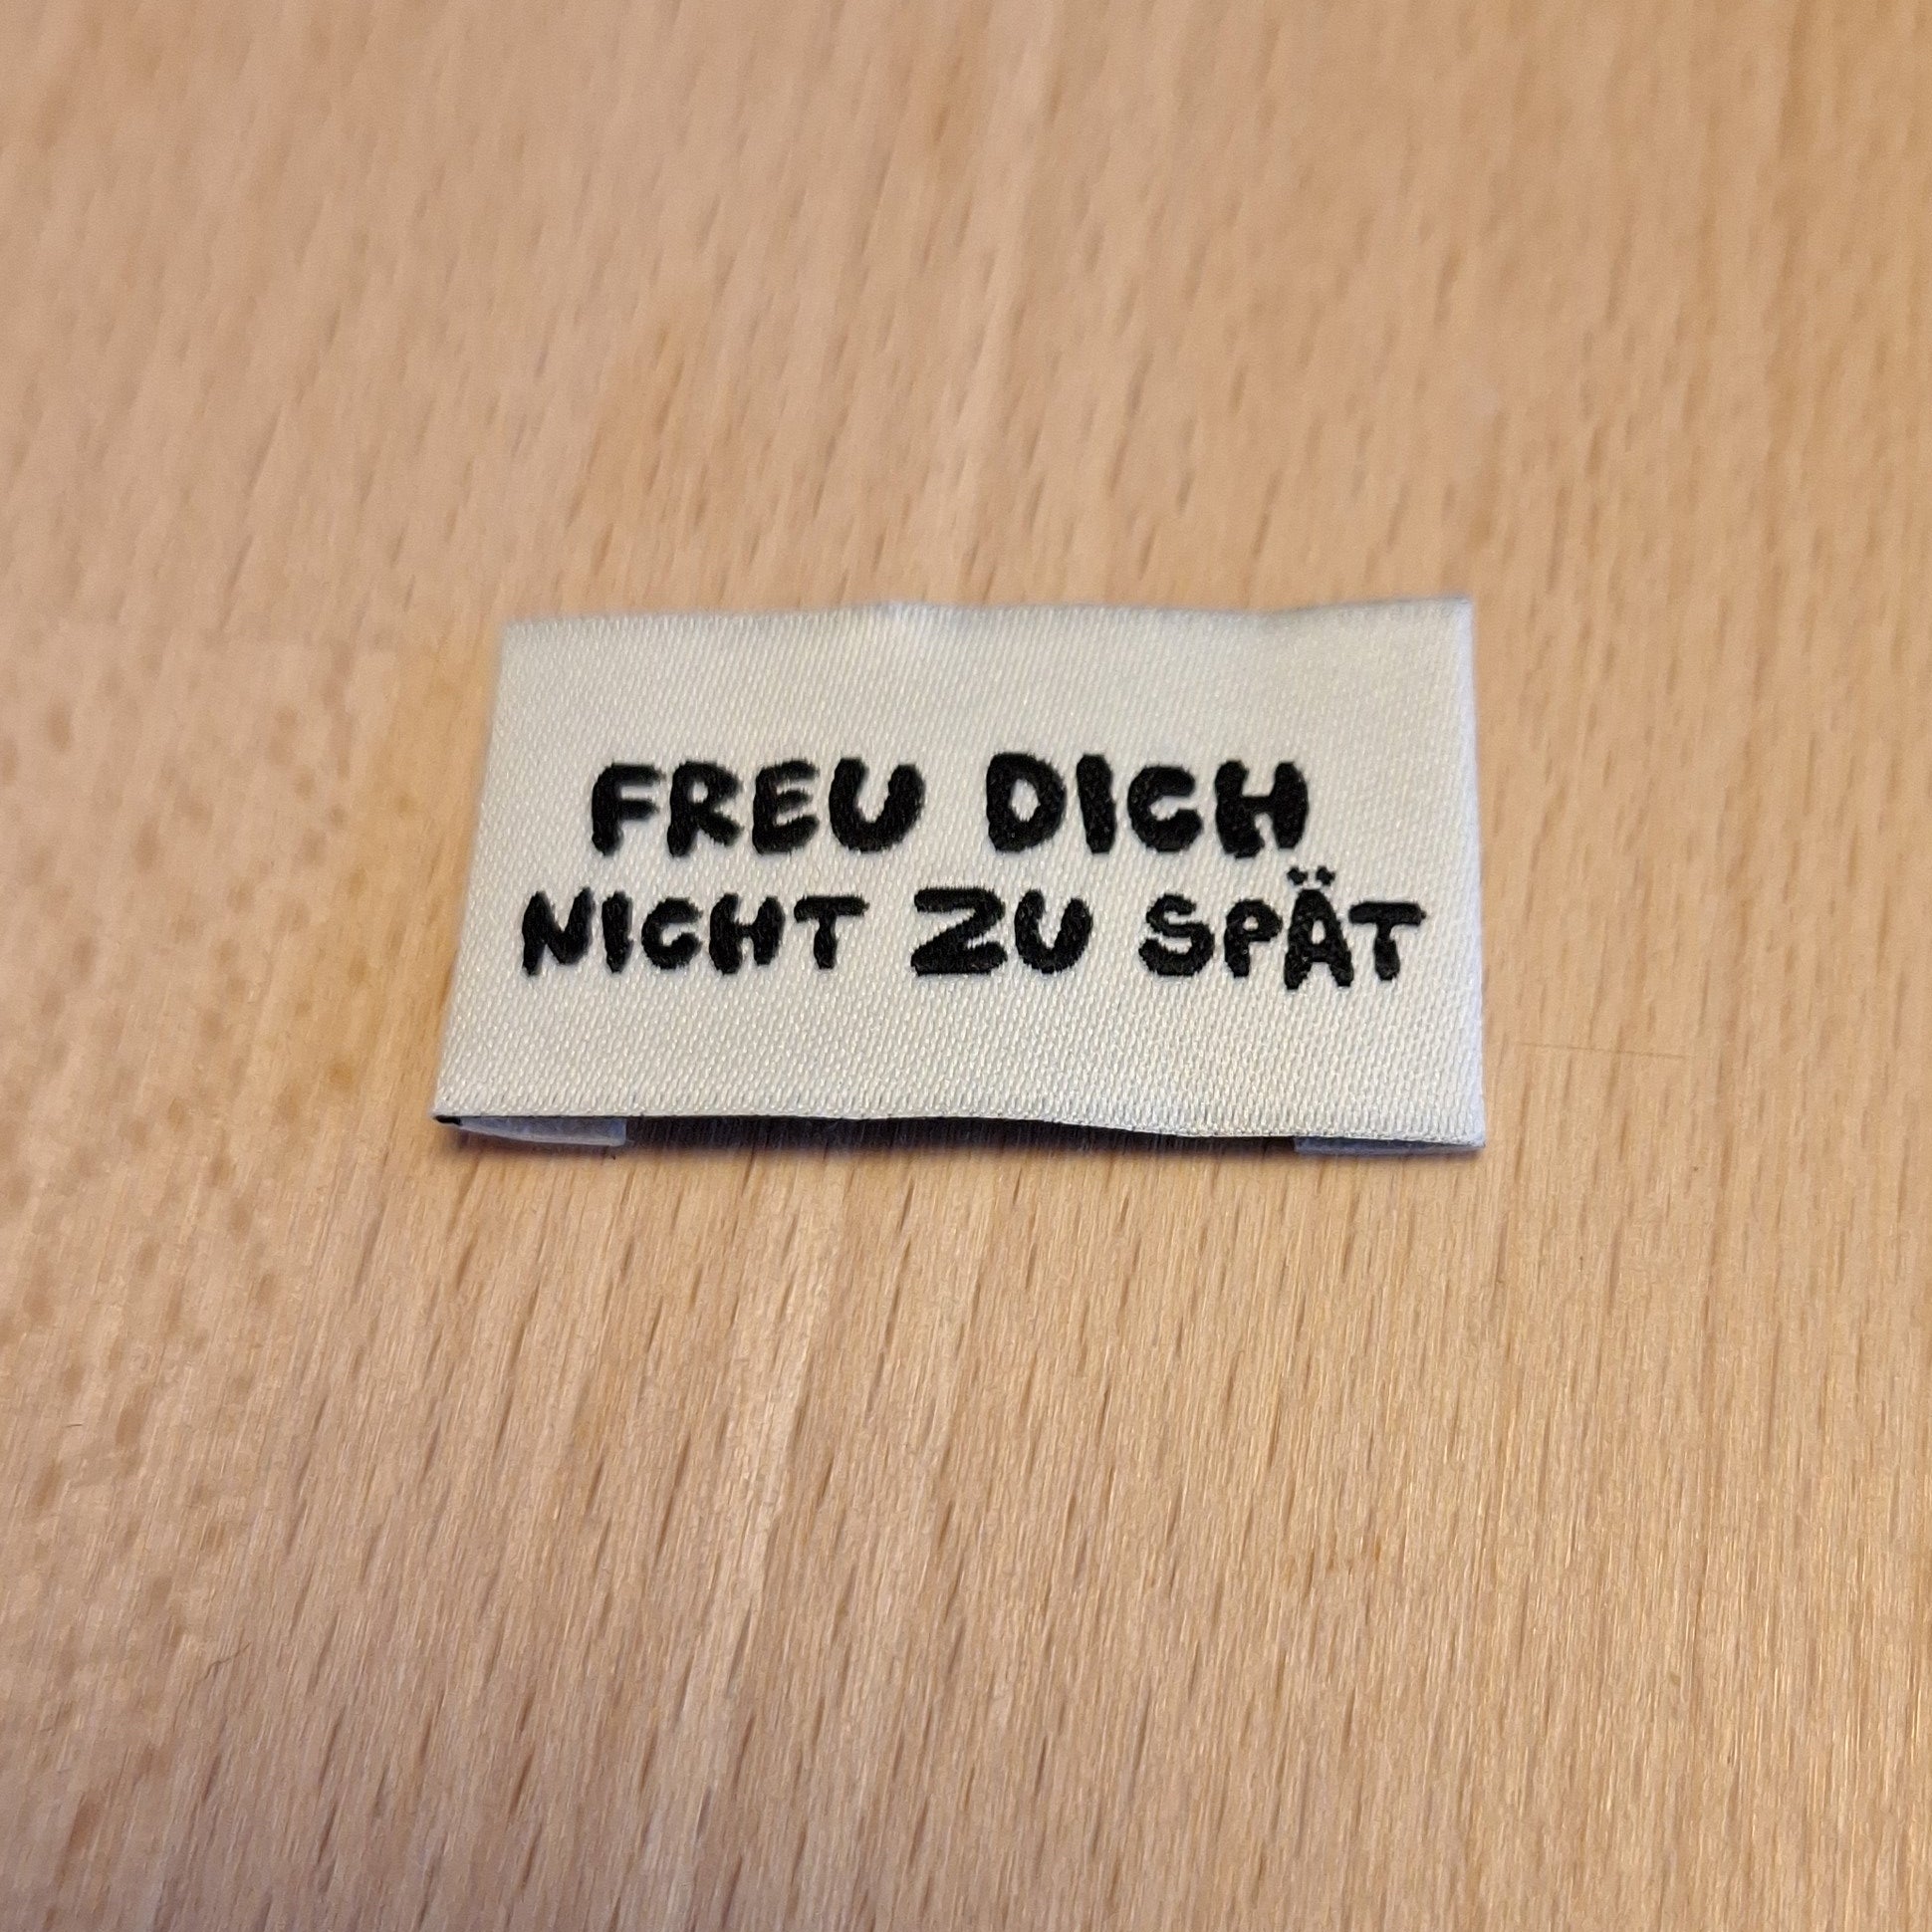 FREU DICH
NICHT ZU SPÄT